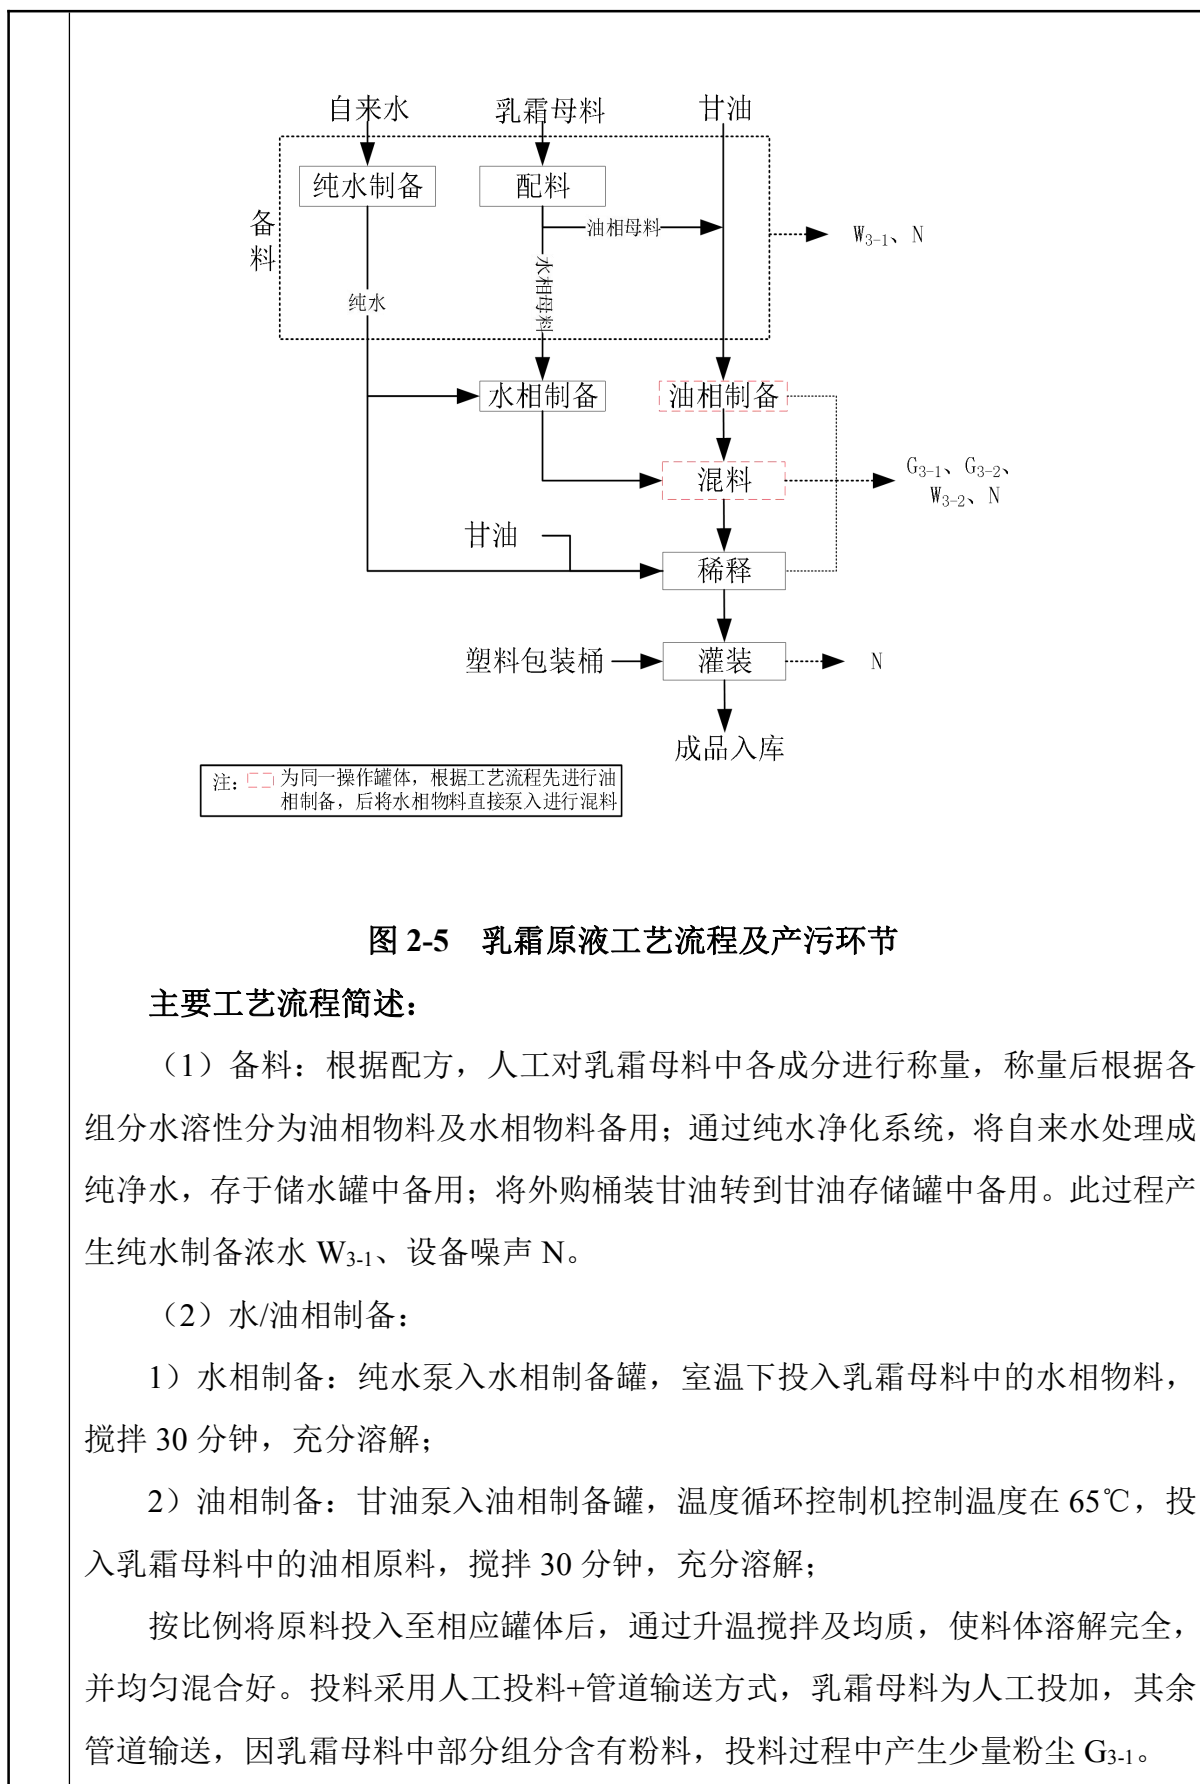 自来水
乳霜母料
甘油
纯水制备
配料
备料
油相母料
W3-1、N
水相母料
纯水
水相制备
油相制备
混料
G3-1、G3-2、
W3-2、N
甘油
稀释
塑料包装桶
灌装
N
成品入库
注： 为同一操作罐体，根据工艺流程先进行油
相制备，后将水相物料直接泵入进行混料
图 2-5 乳霜原液工艺流程及产污环节
主要工艺流程简述：
（1）备料：根据配方，人工对乳霜母料中各成分进行称量，称量后根据各
组分水溶性分为油相物料及水相物料备用；通过纯水净化系统，将自来水处理成
纯净水，存于储水罐中备用；将外购桶装甘油转到甘油存储罐中备用。此过程产
生纯水制备浓水 W3-1、设备噪声 N。
（2）水/油相制备：
1）水相制备：纯水泵入水相制备罐，室温下投入乳霜母料中的水相物料，
搅拌 30 分钟，充分溶解；
2）油相制备：甘油泵入油相制备罐，温度循环控制机控制温度在 65℃，投
入乳霜母料中的油相原料，搅拌 30 分钟，充分溶解；
按比例将原料投入至相应罐体后，通过升温搅拌及均质，使料体溶解完全，
并均匀混合好。投料采用人工投料+管道输送方式，乳霜母料为人工投加，其余
管道输送，因乳霜母料中部分组分含有粉料，投料过程中产生少量粉尘 G3-1。